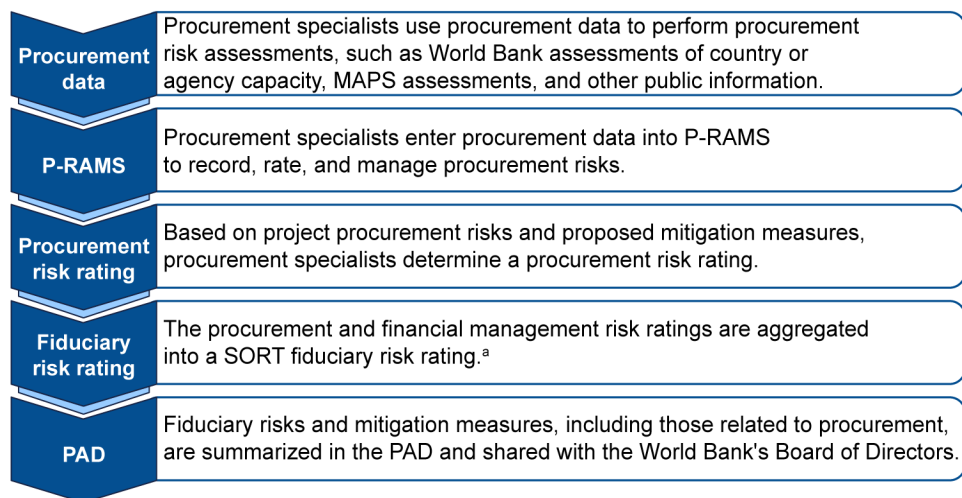 Procurement data
Procurement specialists use procurement data to perform procurement
risk assessments, such as World Bank assessments of country or
agency capacity, MAPS assessments, and other public information.
P-RAMS
Procurement specialists enter procurement data into P-RAMS
to record, rate, and manage procurement risks.
Procurement
risk rating
Based on project procurement risks and proposed mitigation measures,
procurement specialists determine a procurement risk rating.
Fiduciary
risk rating
The procurement and financial management risk ratings are aggregated
into a SORT fiduciary risk rating.ᵃ
PAD
Fiduciary risks and mitigation measures, including those related to procurement,
are summarized in the PAD and shared with the World Bank's Board of Directors.